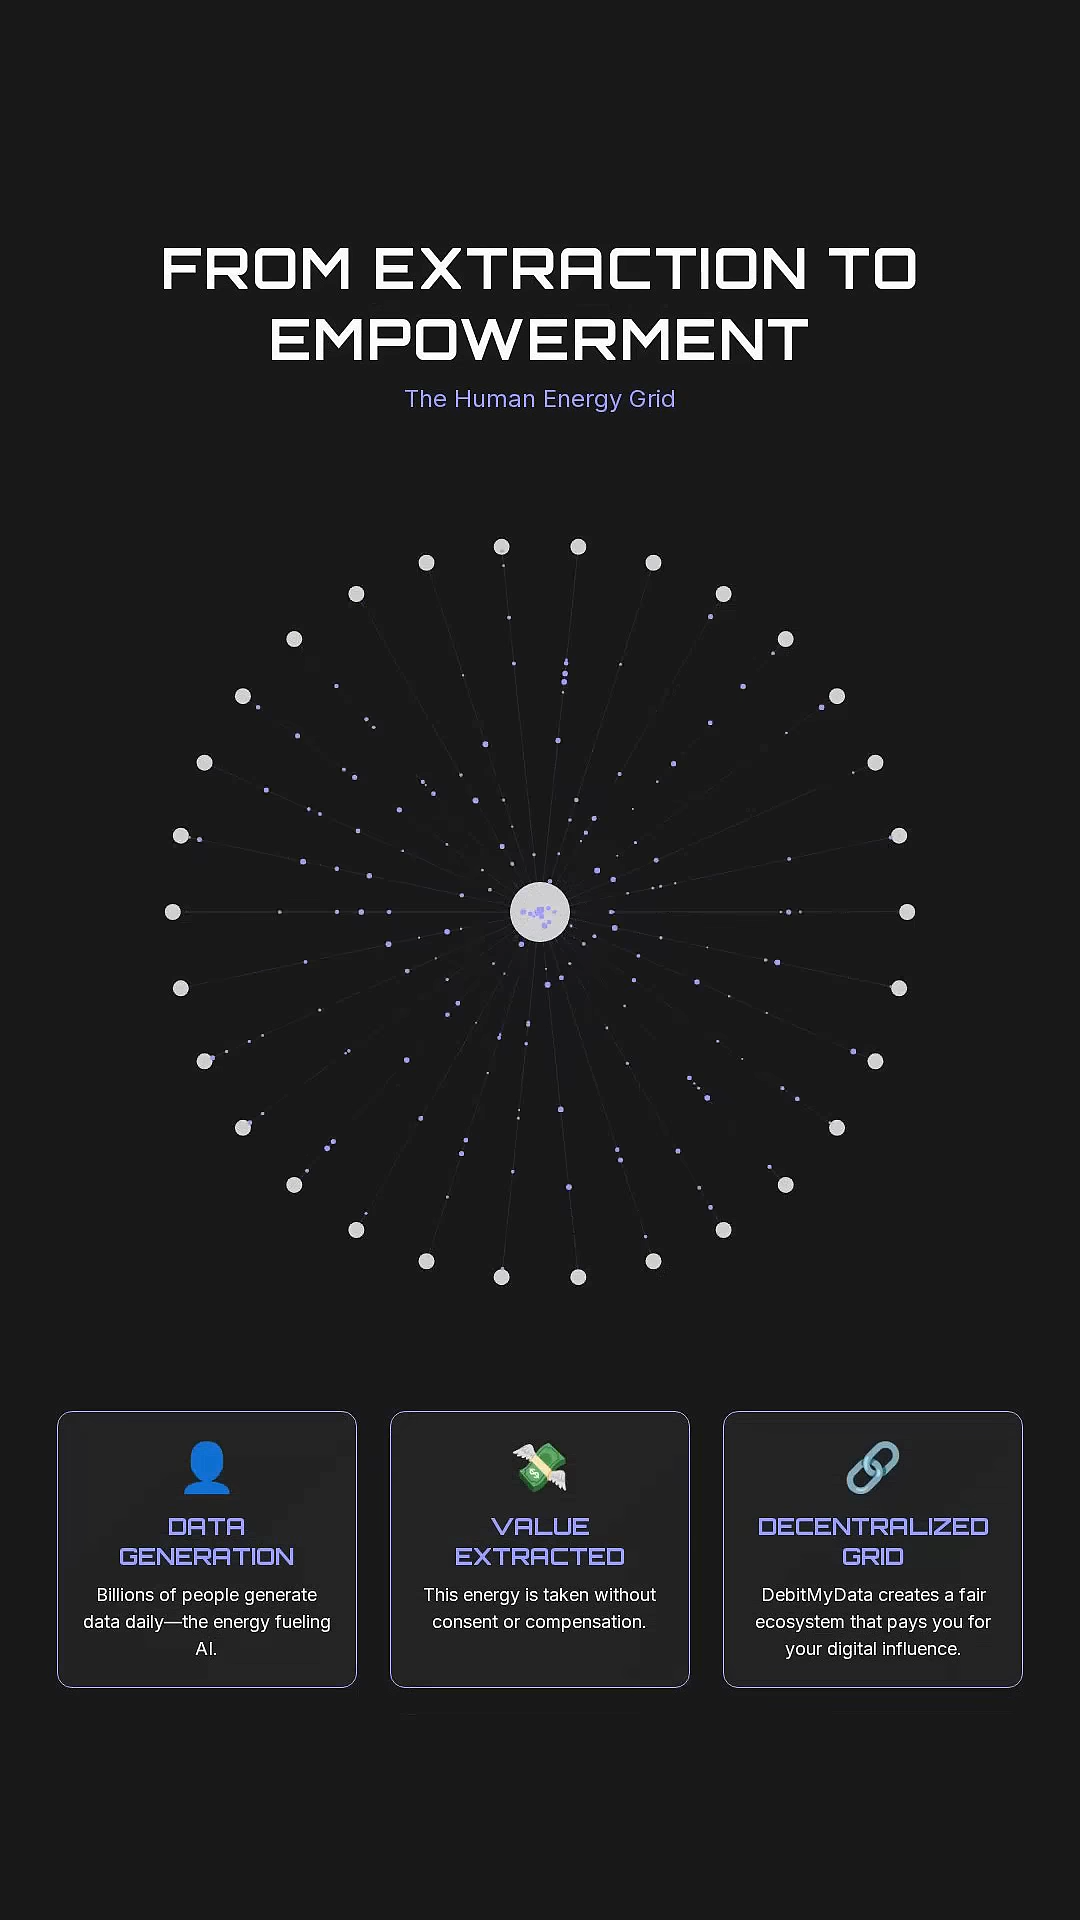 FROM EXTRACTION TO
EMPOWERMENT
The Human Energy Grid
DATA
GENERATION
Billions of people generate
data daily—the energy fueling
AI.
VALUE
EXTRACTED
This energy is taken without
consent or compensation.
DECENTRALIZED
GRID
DebitMyData creates a fair
ecosystem that pays you for
your digital influence.